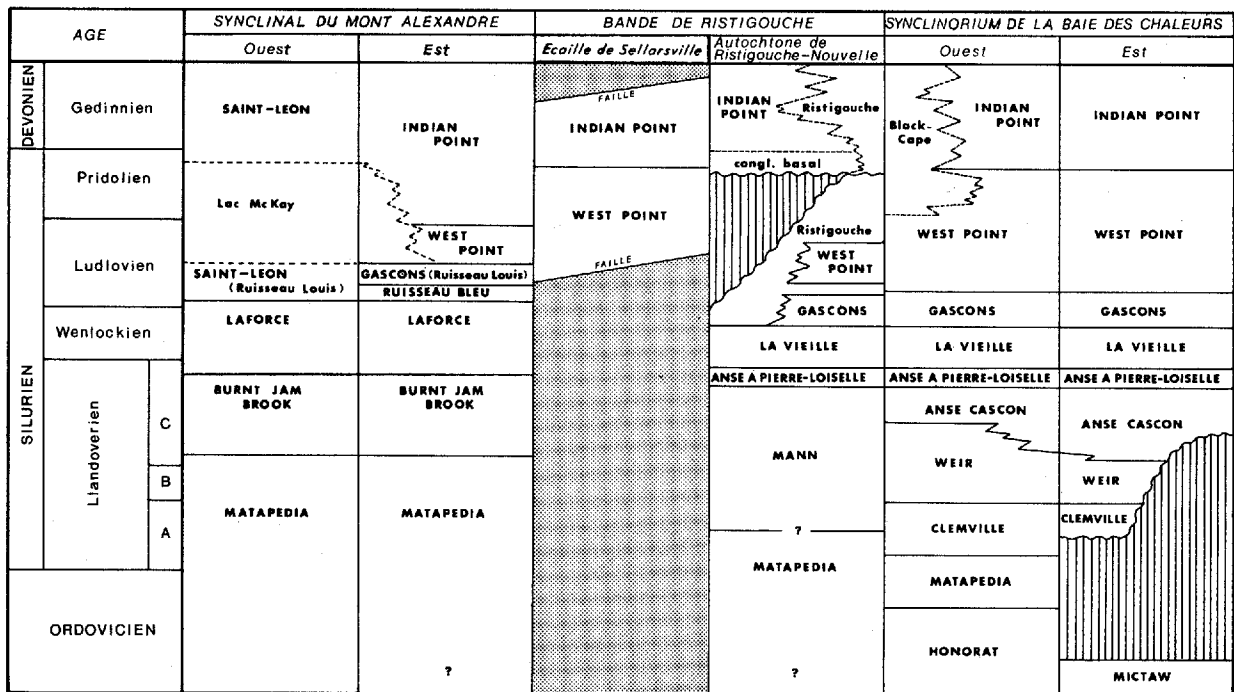 AGE
SYNCLINAL DU MONT ALEXANDRE
BANDE DE RISTIGOUCHE
SYNCLINORIUM DE LA BAIE DES CHALEURS
Ouest
Est
Ecaille de Sellarsville
Autochtone de
Ristigouche-Nouvelle
Ouest
Est
DEVONIEN
Gedinnien
SAINT-LEON
INDIAN
POINT
FAILLE
INDIAN POINT
INDIAN
POINT
Ristigouche
congl. basal
Black-
Cape
INDIAN
POINT
INDIAN POINT
SILURIEN
Pridolien
Lac McKay
WEST POINT
Ristigouche
WEST POINT
WEST POINT
Ludlovien
WEST
POINT
FAILLE
WEST
POINT
SAINT-LEON
(Ruisseau Louis)
GASCONS (Ruisseau Louis)
RUISSEAU BLEU
GASCONS
GASCONS
GASCONS
Wenlockien
LAFORCE
LAFORCE
LA VIEILLE
LA VIEILLE
LA VIEILLE
ANSE A PIERRE-LOISELLE
ANSE A PIERRE-LOISELLE
ANSE A PIERRE-LOISELLE
Llandoverien
C
BURNT JAM
BROOK
BURNT JAM
BROOK
MANN
ANSE CASCON
ANSE CASCON
B
WEIR
WEIR
A
MATAPEDIA
MATAPEDIA
?
CLEMVILLE
CLEMVILLE
MATAPEDIA
MATAPEDIA
ORDOVICIEN
?
?
HONORAT
MICTAW